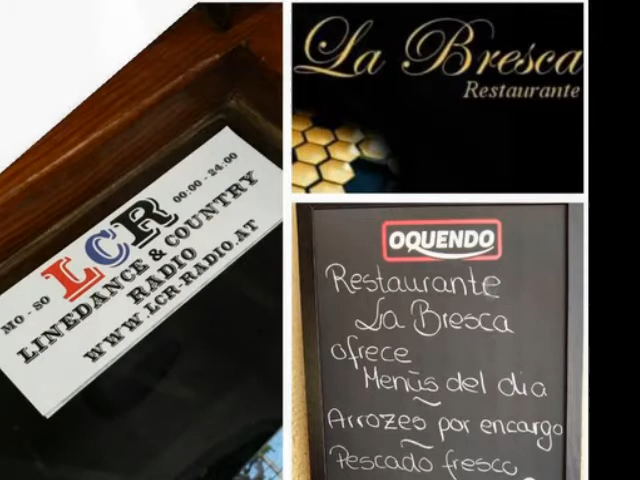 LCR 00:00 - 24:00
MO - SO
LINEDANCE & COUNTRY
RADIO
WWW.LCR-RADIO.AT
La Bresca
Restaurante
OQUENDO
Restaurante
La Bresca
ofrece
Menús del dia
Arrozes por encargo
Pescado fresco